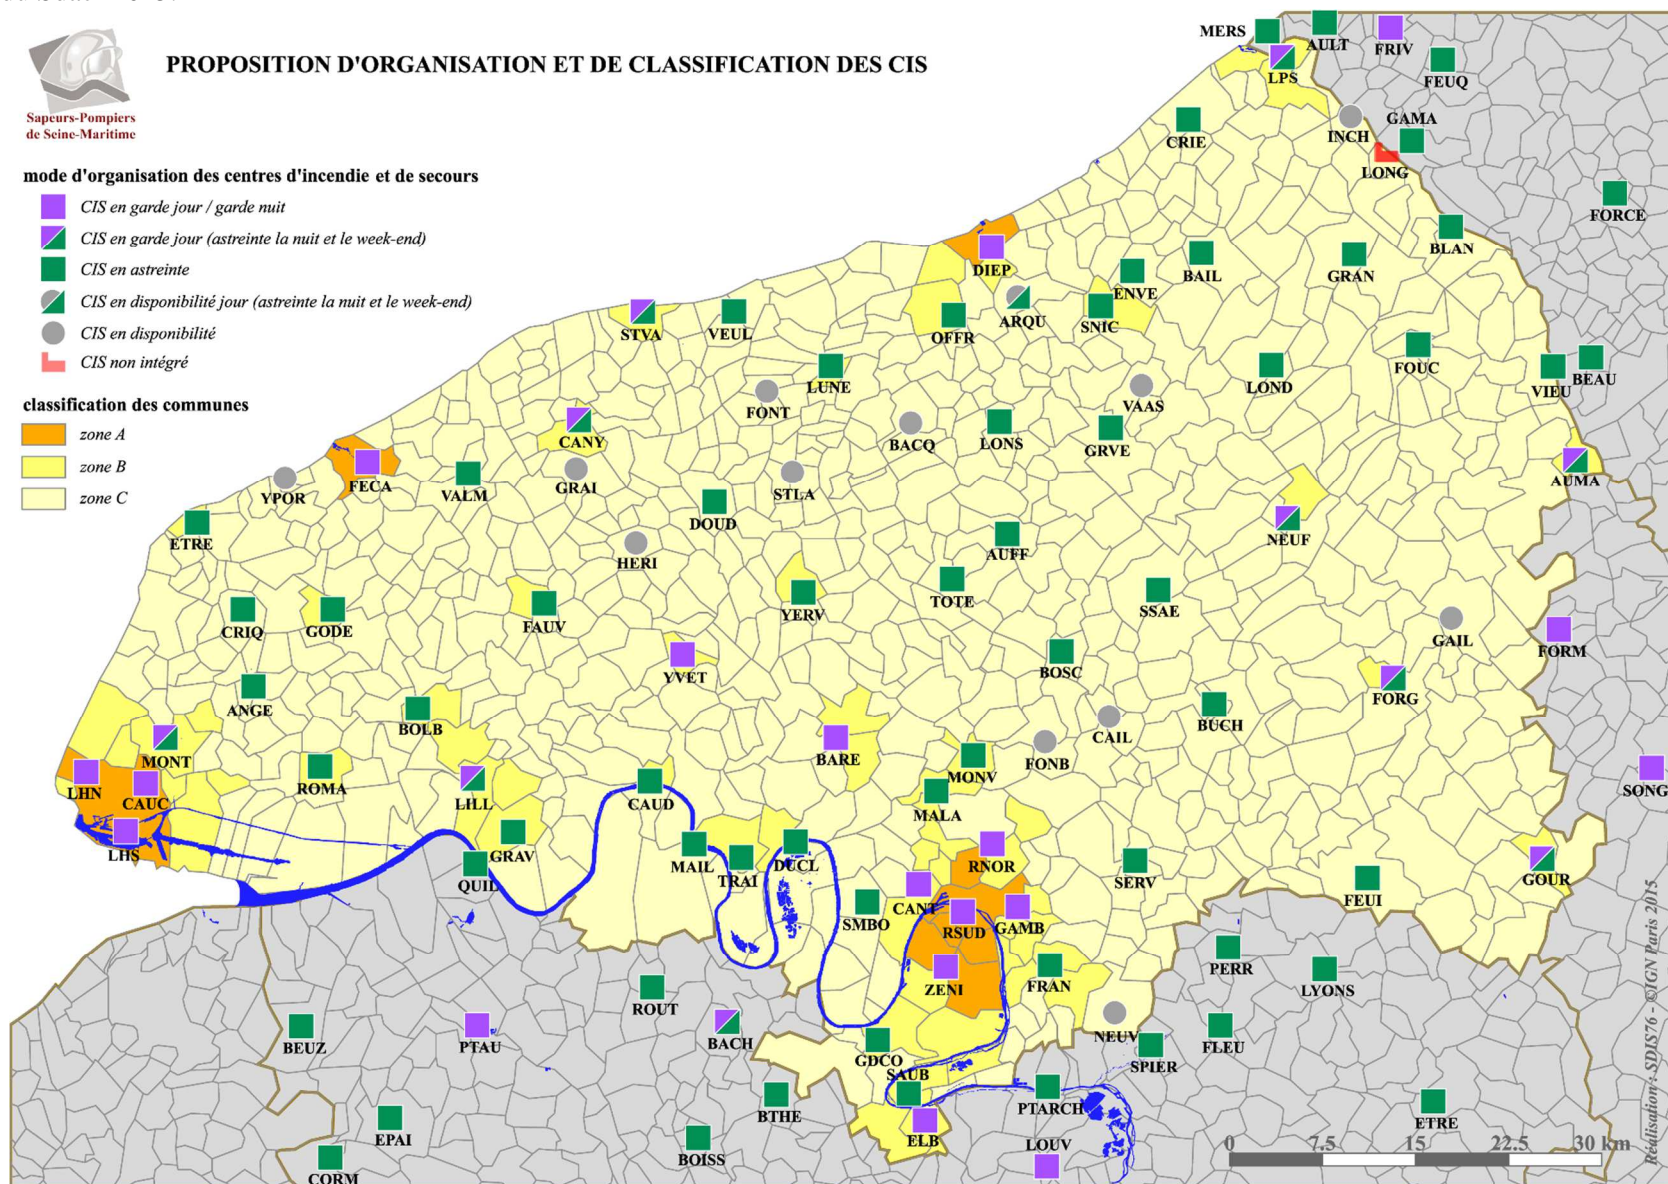 PROPOSITION D'ORGANISATION ET DE CLASSIFICATION DES CIS
Sapeurs-Pompiers
de Seine-Maritime
mode d'organisation des centres d'incendie et de secours
CIS en garde jour / garde nuit
CIS en garde jour (astreinte la nuit et le week-end)
CIS en astreinte
CIS en disponibilité jour (astreinte la nuit et le week-end)
CIS en disponibilité
CIS non intégré
classification des communes
zone A
zone B
zone C
MERS
AULT
FRIV
LPS
FEUQ
GAMA
INCH
CRIE
LONG
FORCE
BLAN
DIEP
BAIL
GRAN
ENVE
ARQU
SNIC
STVA
VEUL
OFFR
FOUC
LUNE
LOND
VIEU
BEAU
FONT
VAAS
CANY
BACQ
LONS
GRVE
YPOR
FECA
VALM
GRAI
STLA
AUMA
DOUD
NEUF
ETRE
HERI
AUFF
TOTE
YERV
SSAE
CRIQ
GODE
FAUV
GAIL
FORM
YVET
BOSC
FORG
ANGE
BOLB
CAIL
BUCH
MONT
BARE
FONB
MONV
LHN
CAUC
ROMA
LILL
CAUD
SONG
MALA
LHS
GRAV
MAIL
TRAI
DUCL
RNOR
QUIL
SERV
GOUR
CANT
FEUI
SMBO
RSUD
GAMB
PERR
ZENI
FRAN
LYONS
ROUT
NEUV
BEUZ
PTAU
BACH
FLEU
GDCO
SPIER
SAUB
BTHE
PTARCH
EPAI
ELB
ETRE
BOISS
LOUV
CORM
0 7.5 15 22.5 30 km
Réalisation : SDIS76 - ©IGN Paris 2015